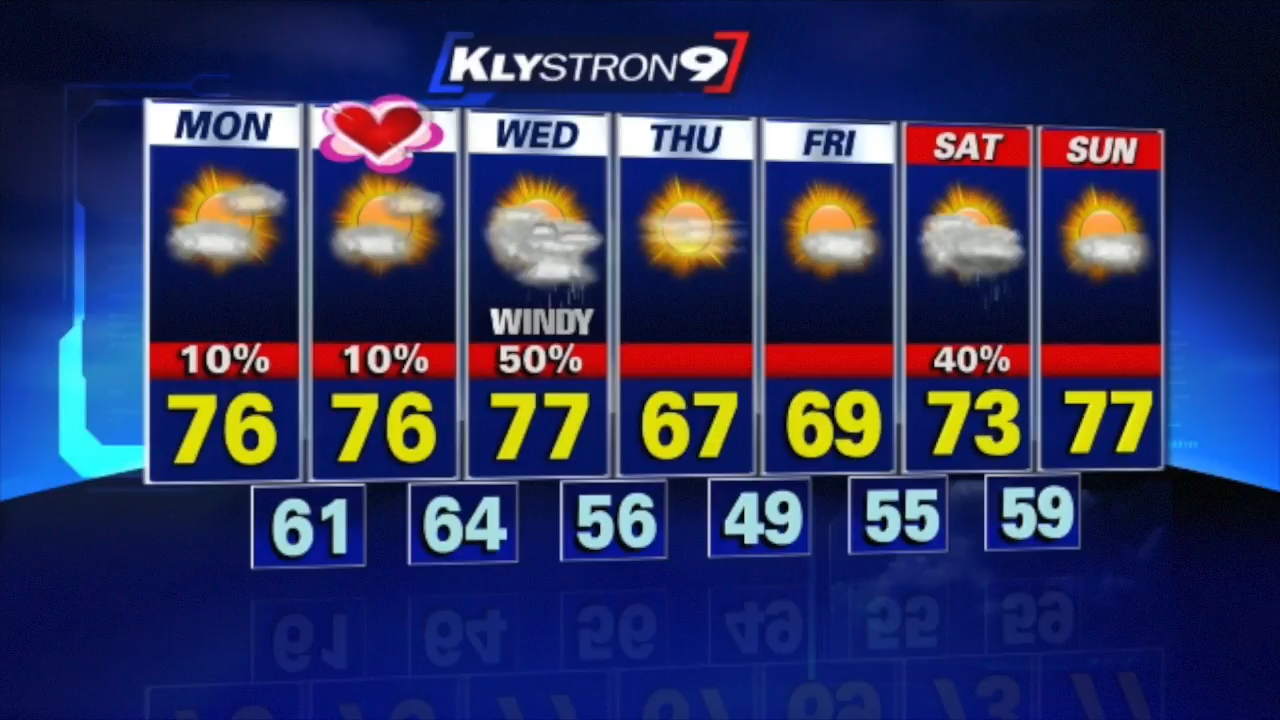 KLYSTRON9
MON WED THU FRI SAT SUN
WINDY
10% 10% 50% 40%
76 76 77 67 69 73 77
61 64 56 49 55 59